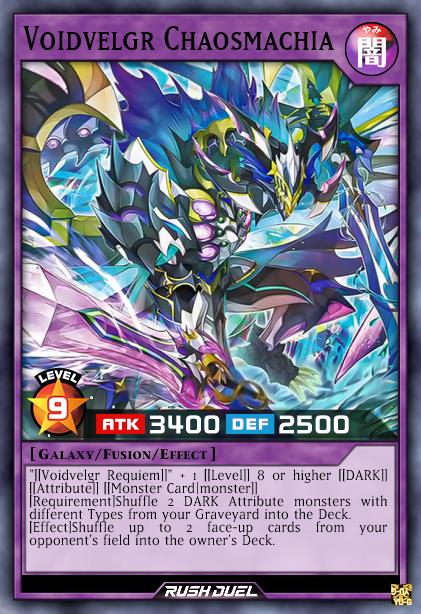 Voidvelgr Chaosmachia
やみ
闇
LEVEL
9
ATK 3400 DEF 2500
[Galaxy/Fusion/Effect]
"[[Voidvelgr Requiem]]" + 1 [[Level]] 8 or higher [[DARK]]
[[Attribute]] [[Monster Card|monster]]
[Requirement]Shuffle 2 DARK Attribute monsters with
different Types from your Graveyard into the Deck.
[Effect]Shuffle up to 2 face-up cards from your
opponent's field into the owner's Deck.
RUSH DUEL